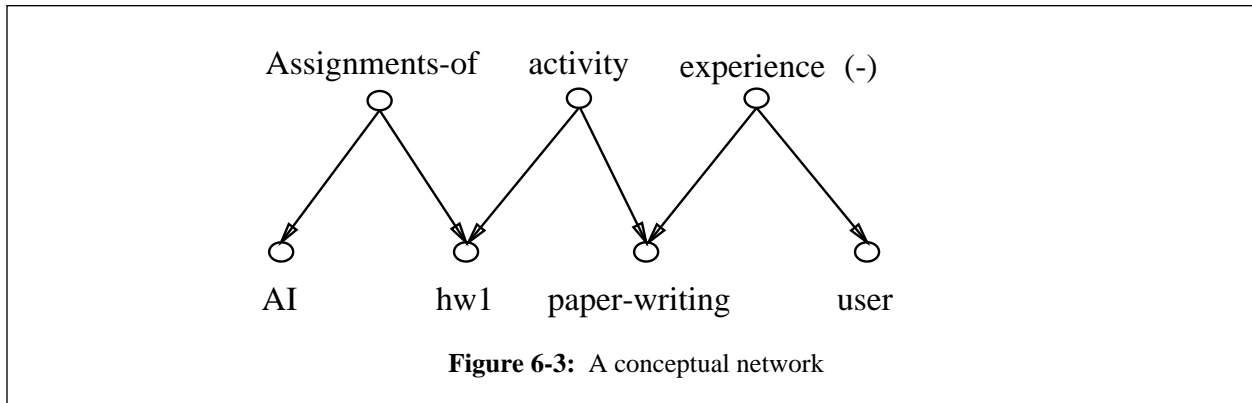 Assignments-of activity experience (-)
AI hw1 paper-writing user
Figure 6-3: A conceptual network